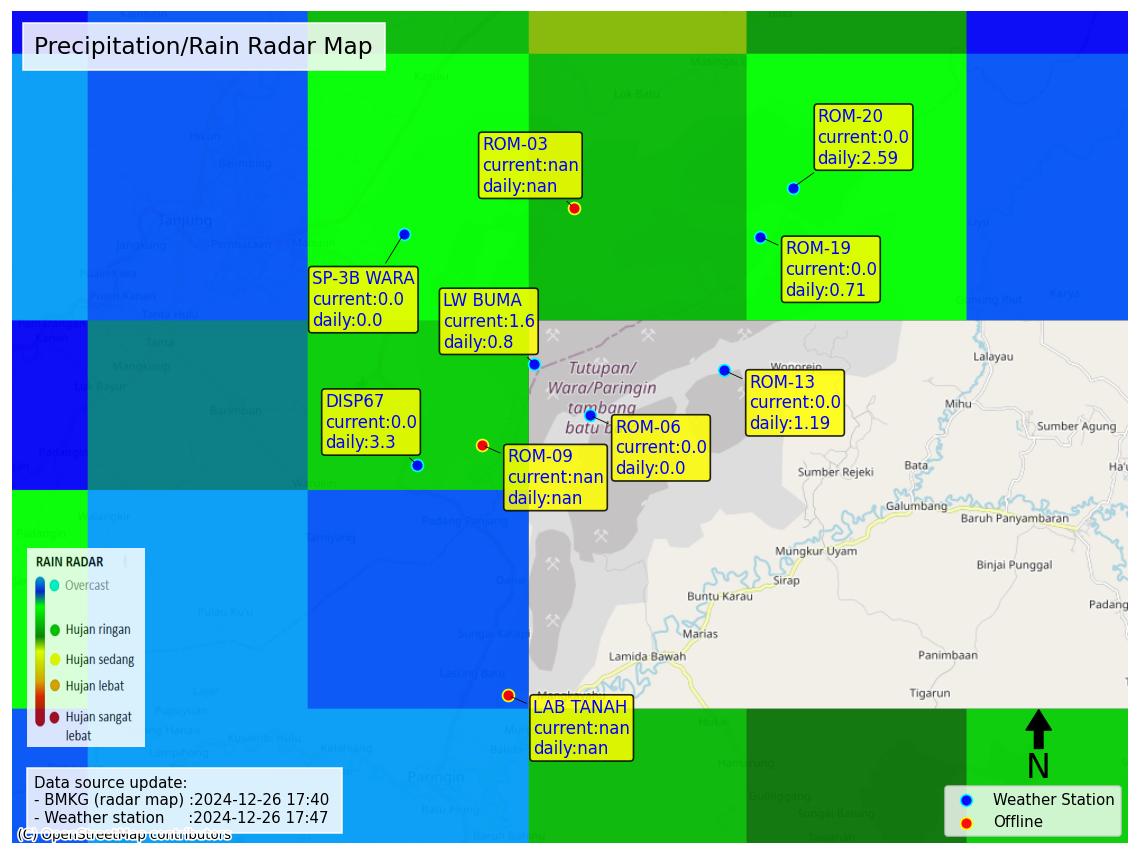 Precipitation/Rain Radar Map
ROM-20
current:0.0
daily:2.59
ROM-03
current:nan
daily:nan
Lok Batu
Tanjung
ROM-19
current:0.0
daily:0.71
SP-3B WARA
current:0.0
daily:0.0
LW BUMA
current:1.6
daily:0.8
Tutupan/
Wara/Paringin
tambang
Wonorejo
Lalayau
ROM-13
current:0.0
daily:1.19
Mihu
DISP67
current:0.0
daily:3.3
ROM-06
current:0.0
daily:0.0
Sumber Agung
ROM-09
current:nan
daily:nan
Bata
Sumber Rejeki
Galumbang
Baruh Panyambaran
Padang Panjang
Mungkur Uyam
Binjai Punggal
Sirap
Buntu Karau
Padang
Marias
Lamida Bawah
Panimbaan
Tigarun
RAIN RADAR
Overcast
Hujan ringan
Hujan sedang
Hujan lebat
Hujan sangat
lebat
LAB TANAH
current:nan
daily:nan
Paringin
N
Data source update:
- BMKG (radar map) :2024-12-26 17:40
- Weather station :2024-12-26 17:47
(C) OpenStreetMap contributors
Weather Station
Offline